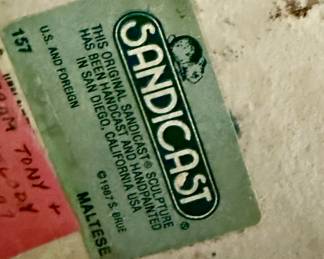 SANDICAST®
THIS ORIGINAL SANDICAST® SCULPTURE
HAS BEEN HANDCAST AND HANDPAINTED
IN SAN DIEGO, CALIFORNIA USA
©1987 S. BRUE
MALTESE
U.S. AND FOREIGN
157
TONY +